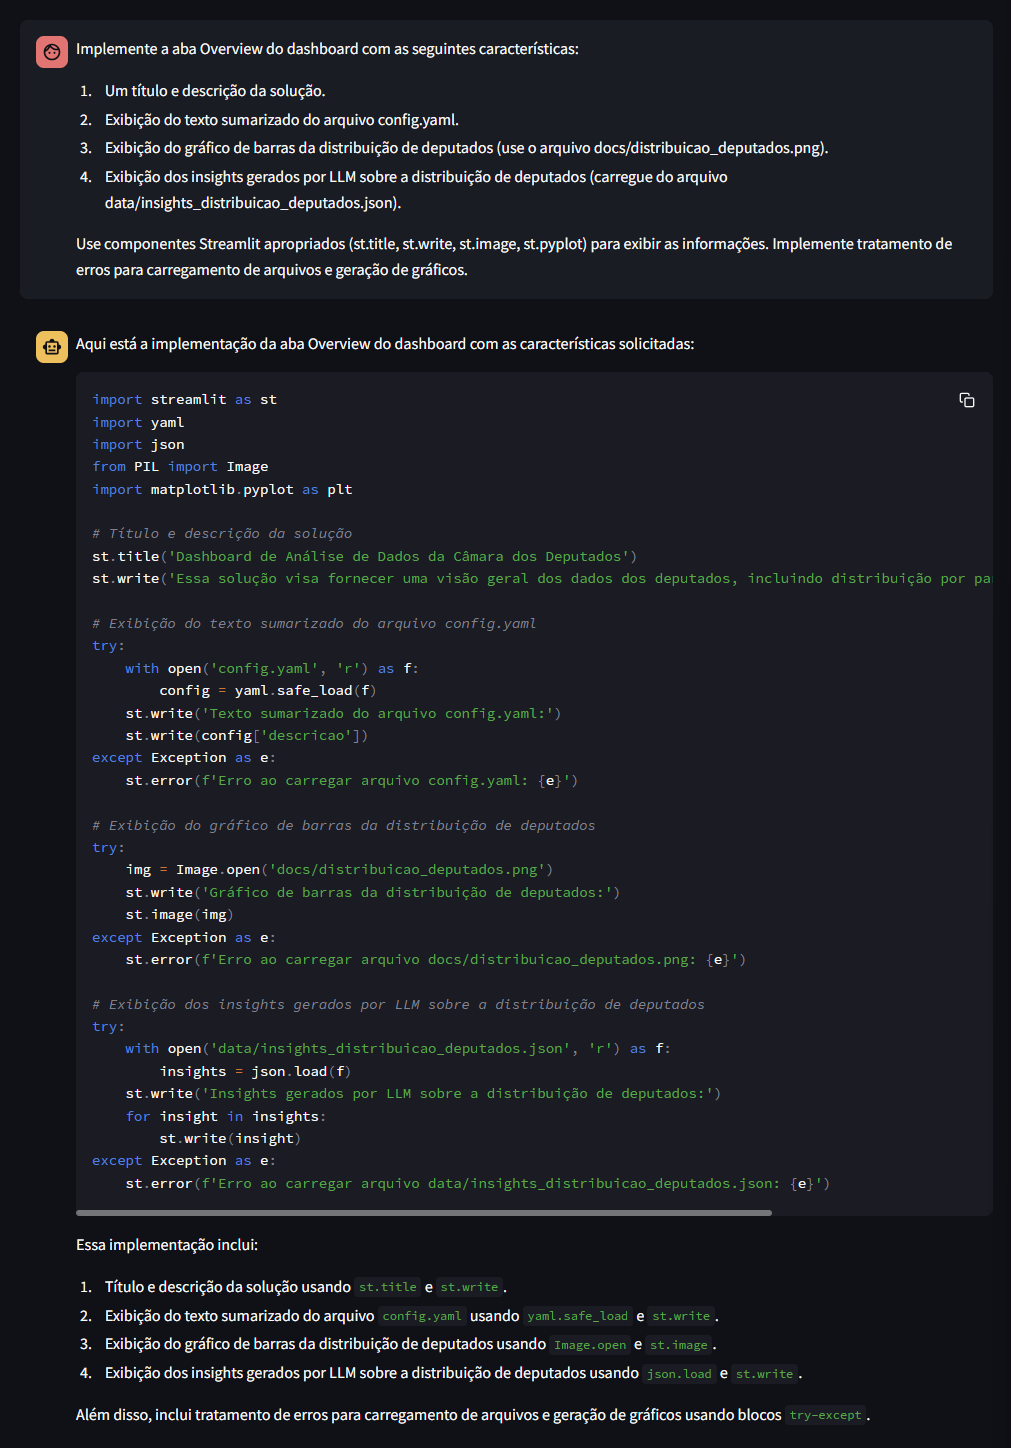 Implemente a aba Overview do dashboard com as seguintes características:
1. Um título e descrição da solução.
2. Exibição do texto sumarizado do arquivo config.yaml.
3. Exibição do gráfico de barras da distribuição de deputados (use o arquivo docs/distribuicao_deputados.png).
4. Exibição dos insights gerados por LLM sobre a distribuição de deputados (carregue do arquivo
data/insights_distribuicao_deputados.json).
Use componentes Streamlit apropriados (st.title, st.write, st.image, st.pyplot) para exibir as informações. Implemente tratamento de
erros para carregamento de arquivos e geração de gráficos.
Aqui está a implementação da aba Overview do dashboard com as características solicitadas:
import streamlit as st
import yaml
import json
from PIL import Image
import matplotlib.pyplot as plt

# Título e descrição da solução
st.title('Dashboard de Análise de Dados da Câmara dos Deputados')
st.write('Essa solução visa fornecer uma visão geral dos dados dos deputados, incluindo distribuição por pa

# Exibição do texto sumarizado do arquivo config.yaml
try:
    with open('config.yaml', 'r') as f:
        config = yaml.safe_load(f)
    st.write('Texto sumarizado do arquivo config.yaml:')
    st.write(config['descricao'])
except Exception as e:
    st.error(f'Erro ao carregar arquivo config.yaml: {e}')

# Exibição do gráfico de barras da distribuição de deputados
try:
    img = Image.open('docs/distribuicao_deputados.png')
    st.write('Gráfico de barras da distribuição de deputados:')
    st.image(img)
except Exception as e:
    st.error(f'Erro ao carregar arquivo docs/distribuicao_deputados.png: {e}')

# Exibição dos insights gerados por LLM sobre a distribuição de deputados
try:
    with open('data/insights_distribuicao_deputados.json', 'r') as f:
        insights = json.load(f)
    st.write('Insights gerados por LLM sobre a distribuição de deputados:')
    for insight in insights:
        st.write(insight)
except Exception as e:
    st.error(f'Erro ao carregar arquivo data/insights_distribuicao_deputados.json: {e}')
Essa implementação inclui:
1. Título e descrição da solução usando st.title e st.write.
2. Exibição do texto sumarizado do arquivo config.yaml usando yaml.safe_load e st.write.
3. Exibição do gráfico de barras da distribuição de deputados usando Image.open e st.image.
4. Exibição dos insights gerados por LLM sobre a distribuição de deputados usando json.load e st.write.
Além disso, inclui tratamento de erros para carregamento de arquivos e geração de gráficos usando blocos try-except.